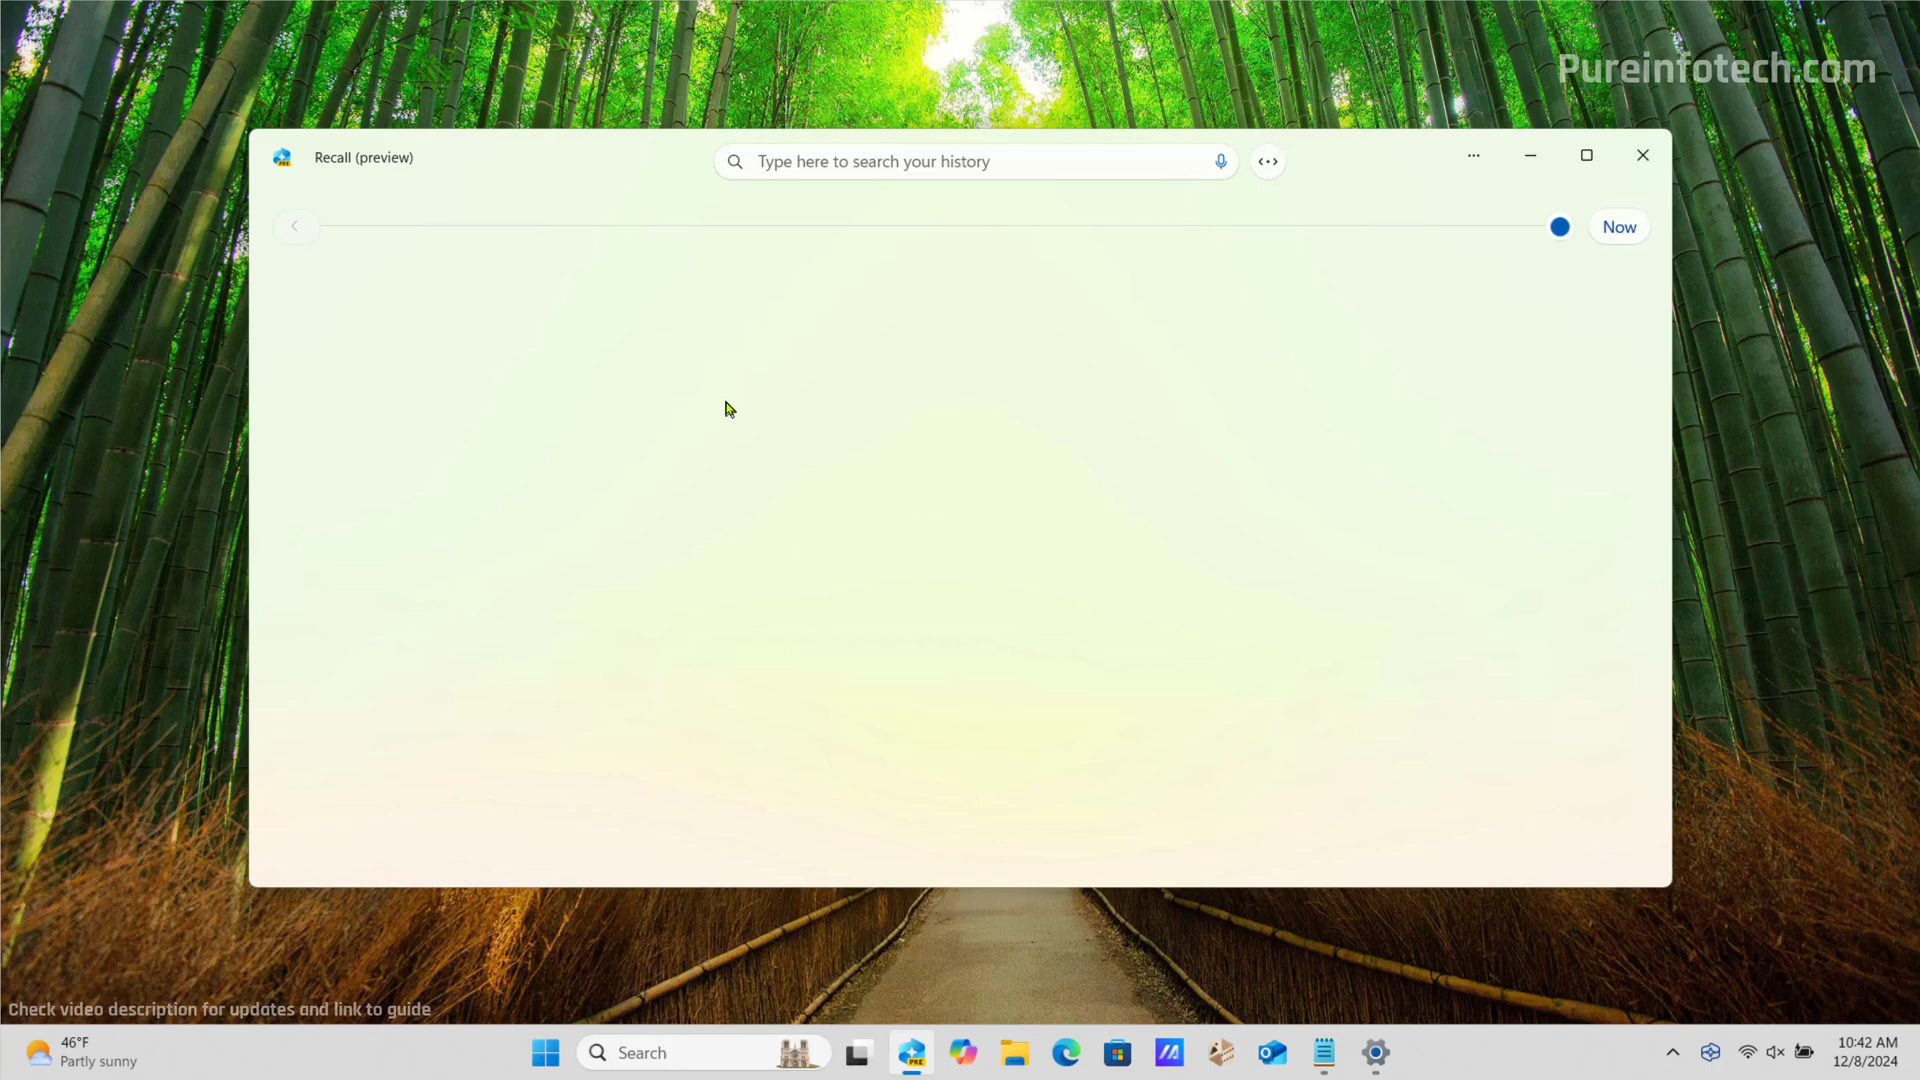 Pureinfotech.com
Recall (preview)
Type here to search your history
Now
Check video description for updates and link to guide
46°F
Partly sunny
Search
PRE
10:42 AM
12/8/2024